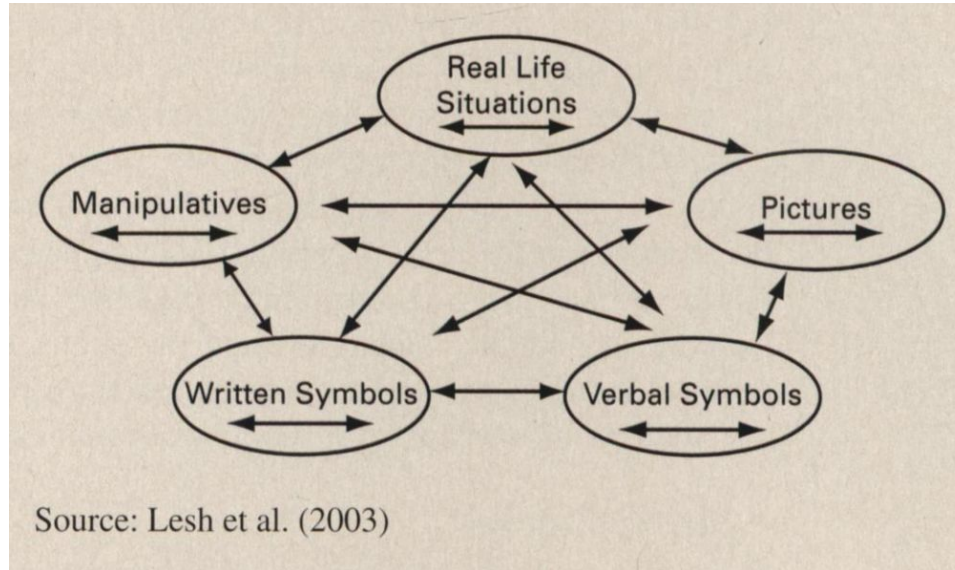 Real Life
Situations
Manipulatives
Pictures
Written Symbols
Verbal Symbols
Source: Lesh et al. (2003)